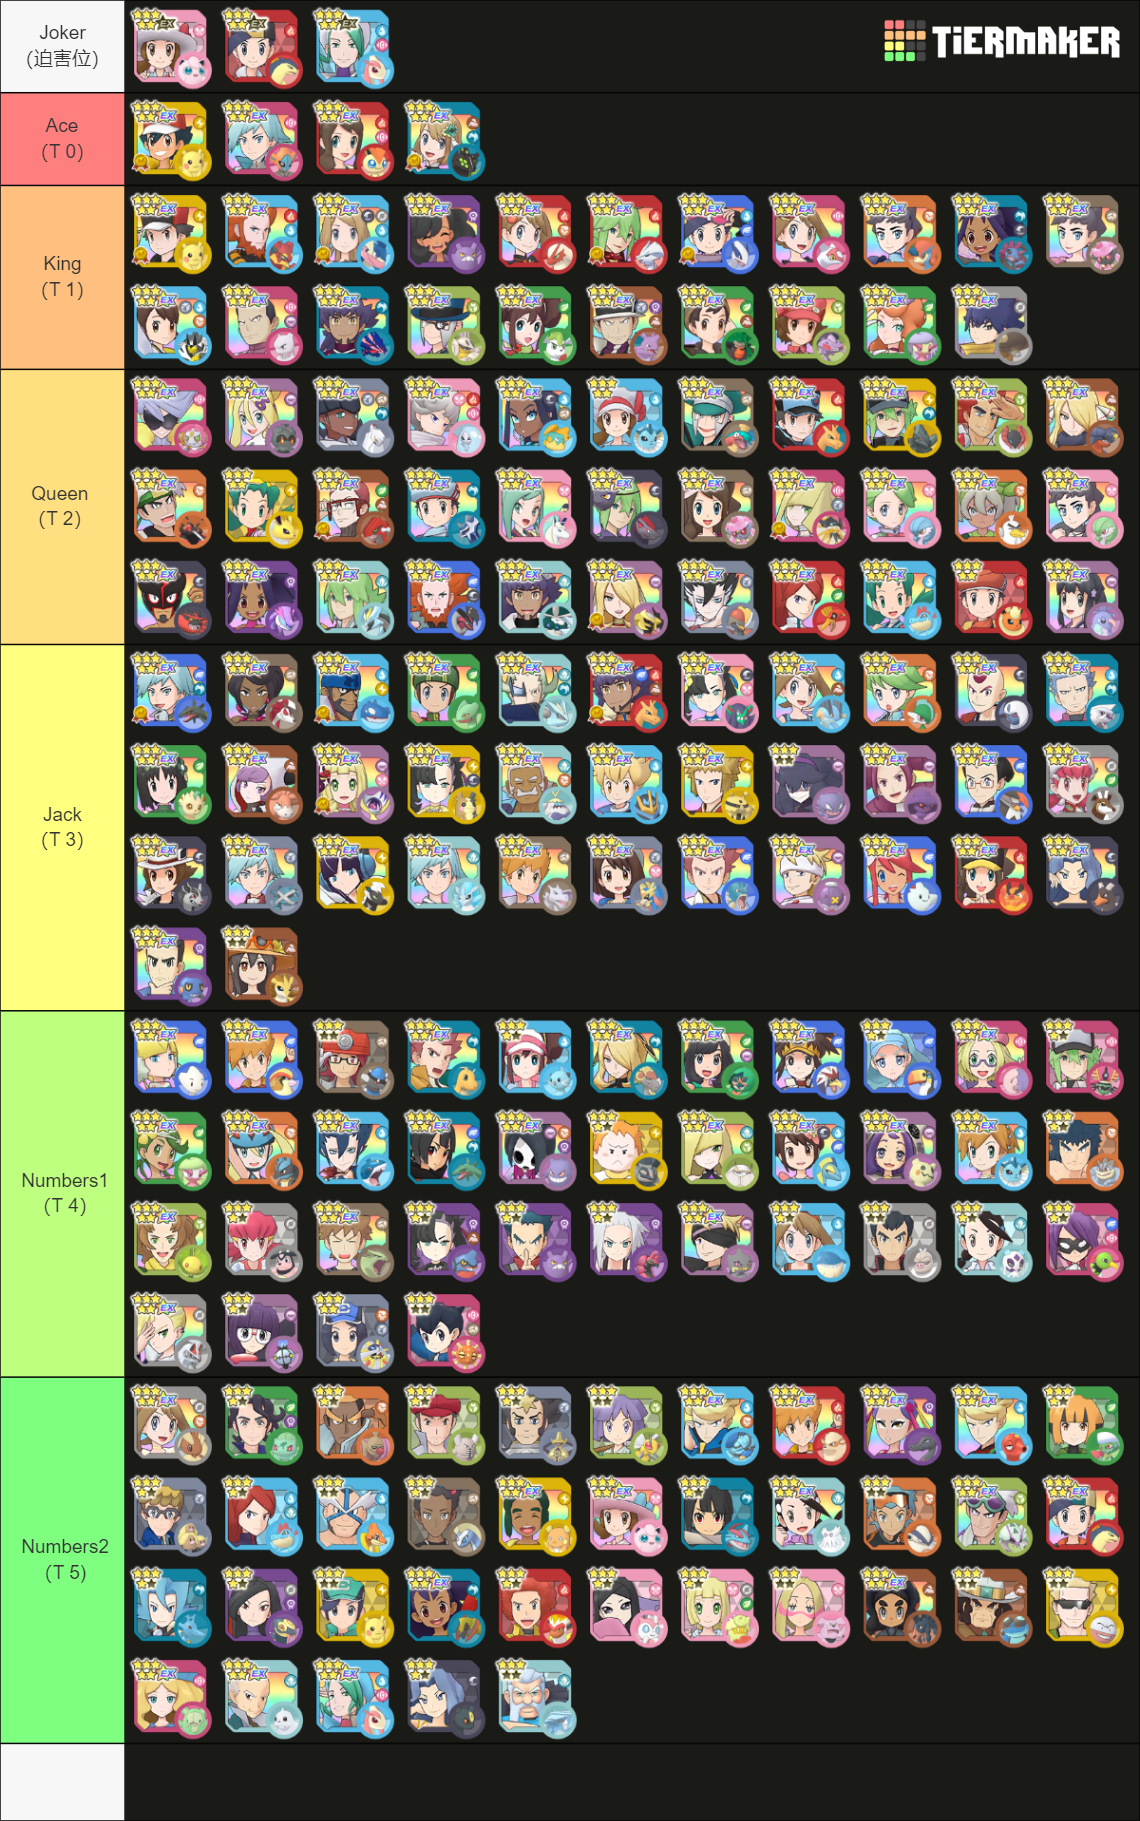 Joker
(迫害位)
TiERMAKER
Ace
(T 0)
King
(T 1)
Queen
(T 2)
Jack
(T 3)
Numbers1
(T 4)
Numbers2
(T 5)